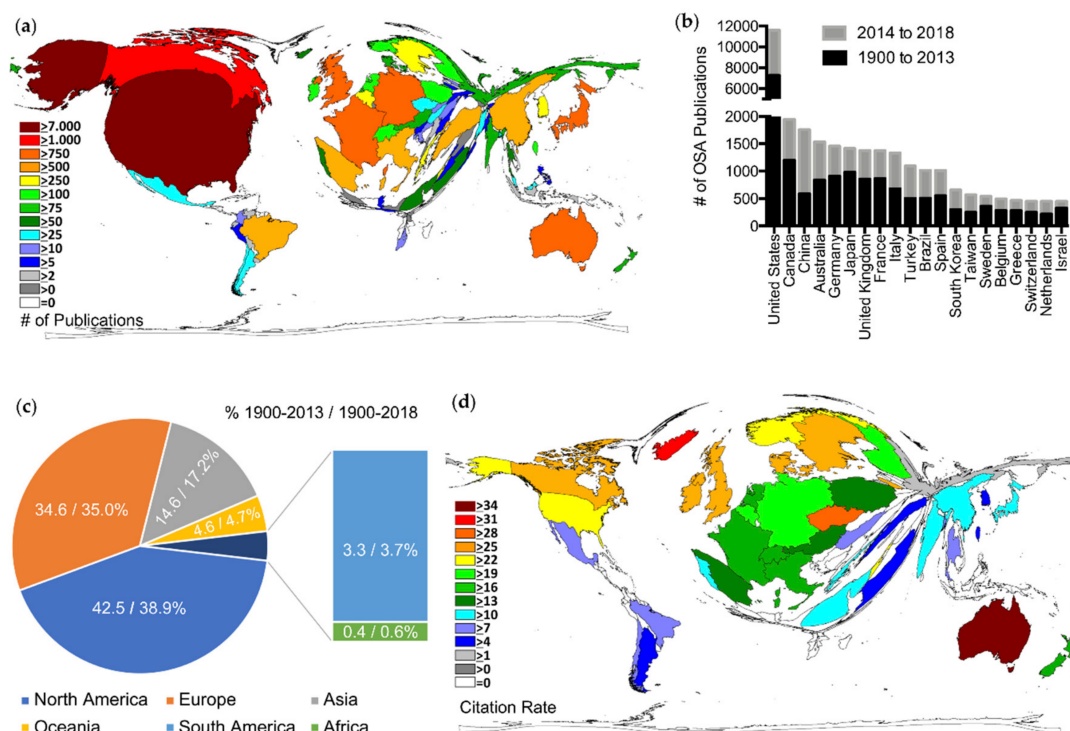 (a)
≥7.000
≥1.000
≥750
≥500
≥250
≥100
≥75
≥50
≥25
≥10
≥5
≥2
>0
=0
# of Publications
(b)
# of OSA Publications
12000
10000
8000
6000
2000
1500
1000
500
0
2014 to 2018
1900 to 2013
United States
Canada
China
Australia
Germany
Japan
United Kingdom
France
Italy
Turkey
Brazil
Spain
South Korea
Taiwan
Sweden
Belgium
Greece
Switzerland
Netherlands
Israel
(c)
% 1900-2013 / 1900-2018
34.6 / 35.0%
14.6 / 17.2%
4.6 / 4.7%
42.5 / 38.9%
3.3 / 3.7%
0.4 / 0.6%
North America
Europe
Asia
Oceania
South America
Africa
(d)
≥34
≥31
≥28
≥25
≥22
≥19
≥16
≥13
≥10
≥7
≥4
≥1
>0
=0
Citation Rate